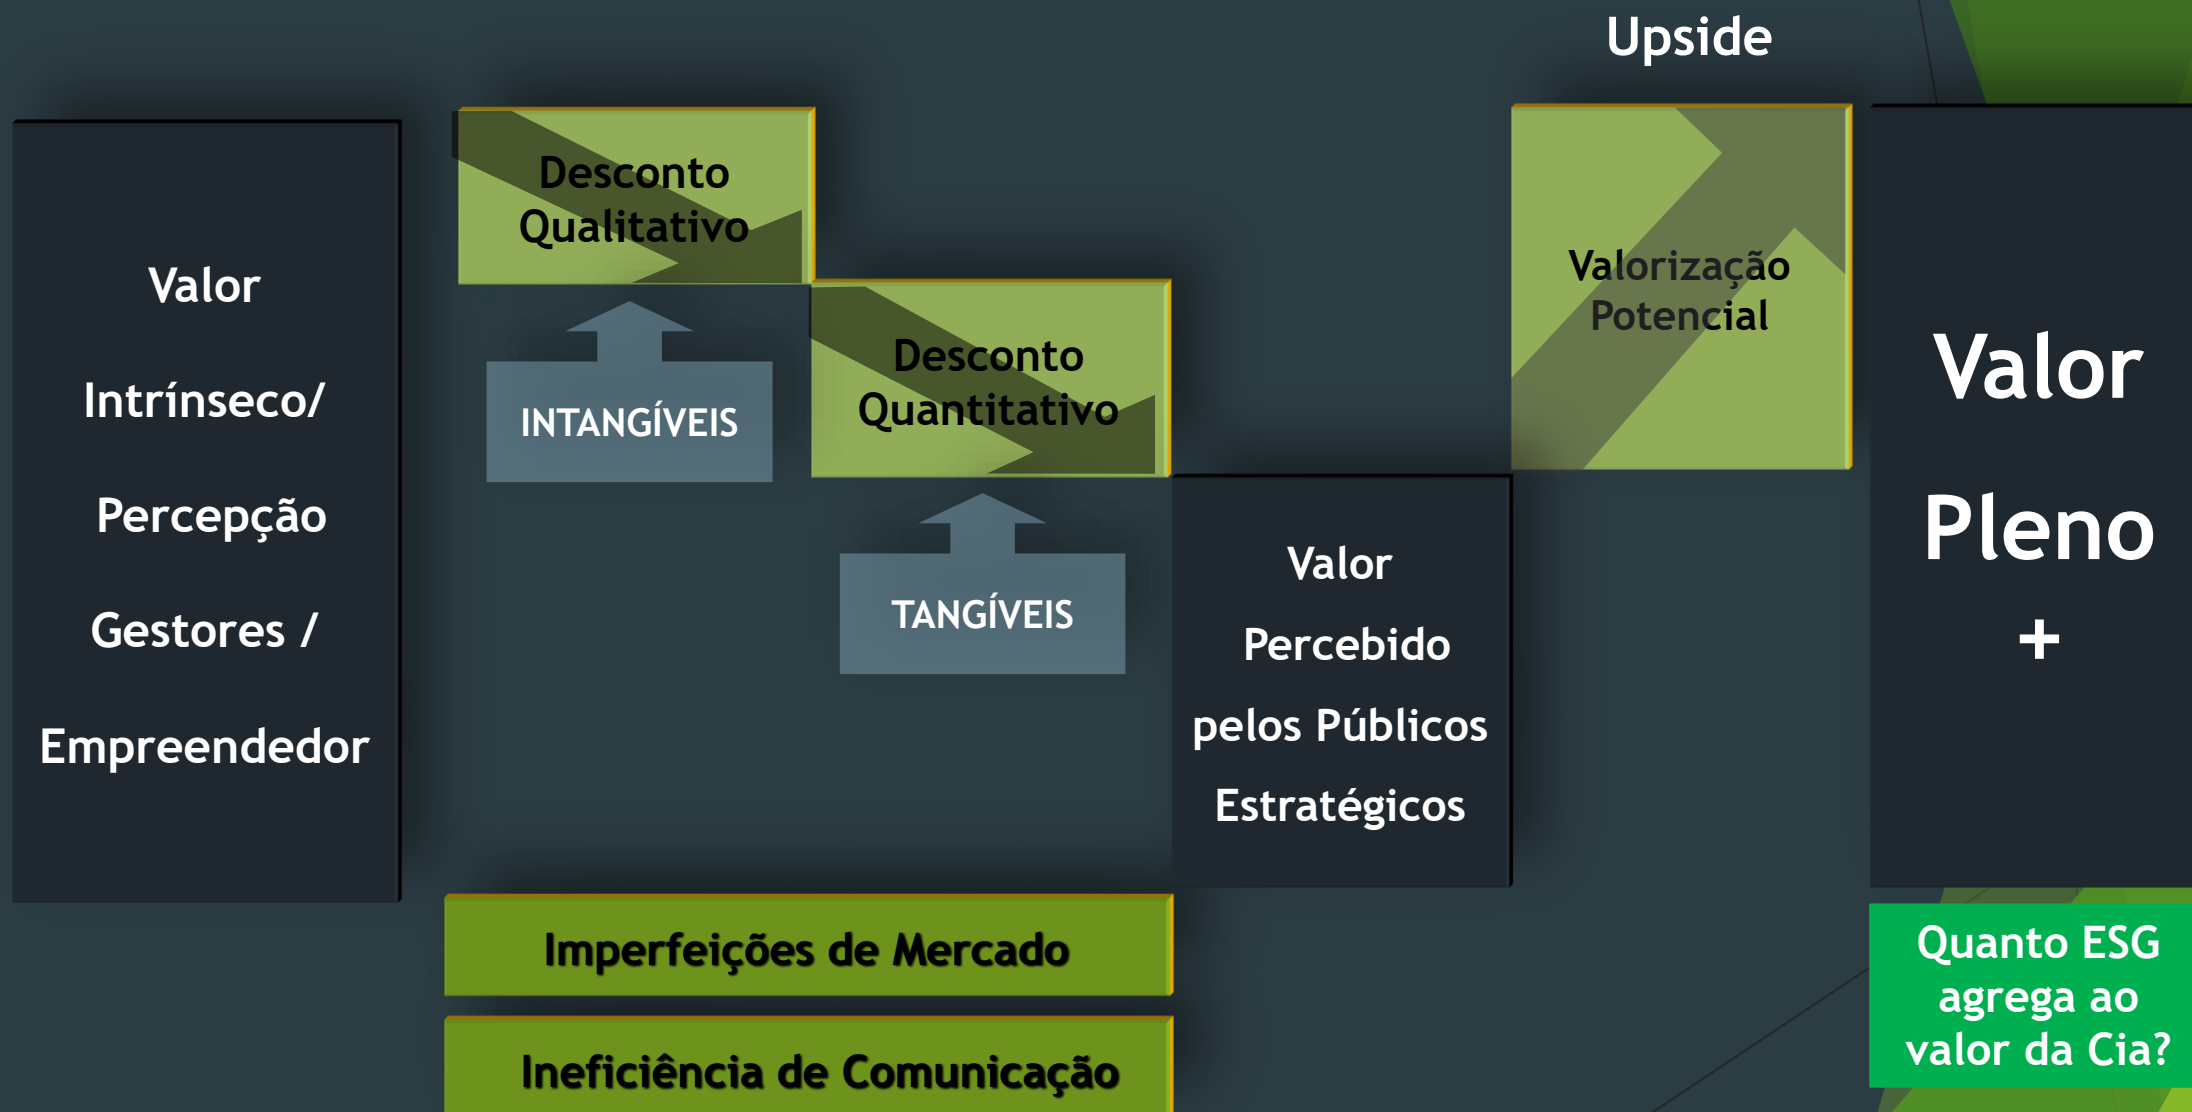 Upside
Valor
Intrínseco/
Percepção
Gestores /
Empreendedor
Desconto
Qualitativo
INTANGÍVEIS
Desconto
Quantitativo
TANGÍVEIS
Valor
Percebido
pelos Públicos
Estratégicos
Valorização
Potencial
Valor
Pleno
+
Imperfeições de Mercado
Ineficiência de Comunicação
Quanto ESG
agrega ao
valor da Cia?